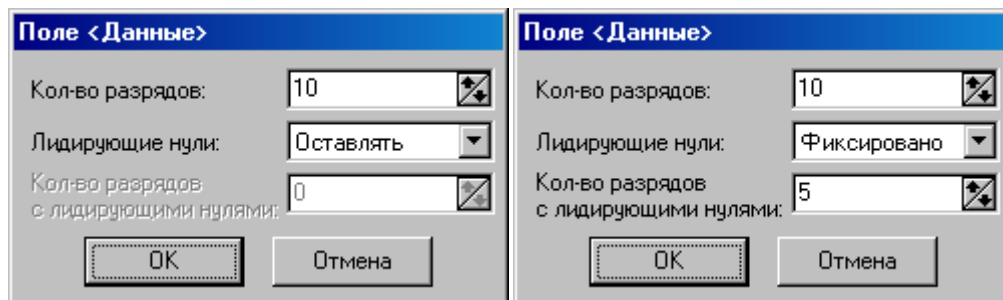 Поле <Данные>
Кол-во разрядов: 10
Лидирующие нули: Оставлять
Кол-во разрядов
с лидирующими нулями: 0
OK Отмена
Поле <Данные>
Кол-во разрядов: 10
Лидирующие нули: Фиксировано
Кол-во разрядов
с лидирующими нулями: 5
OK Отмена